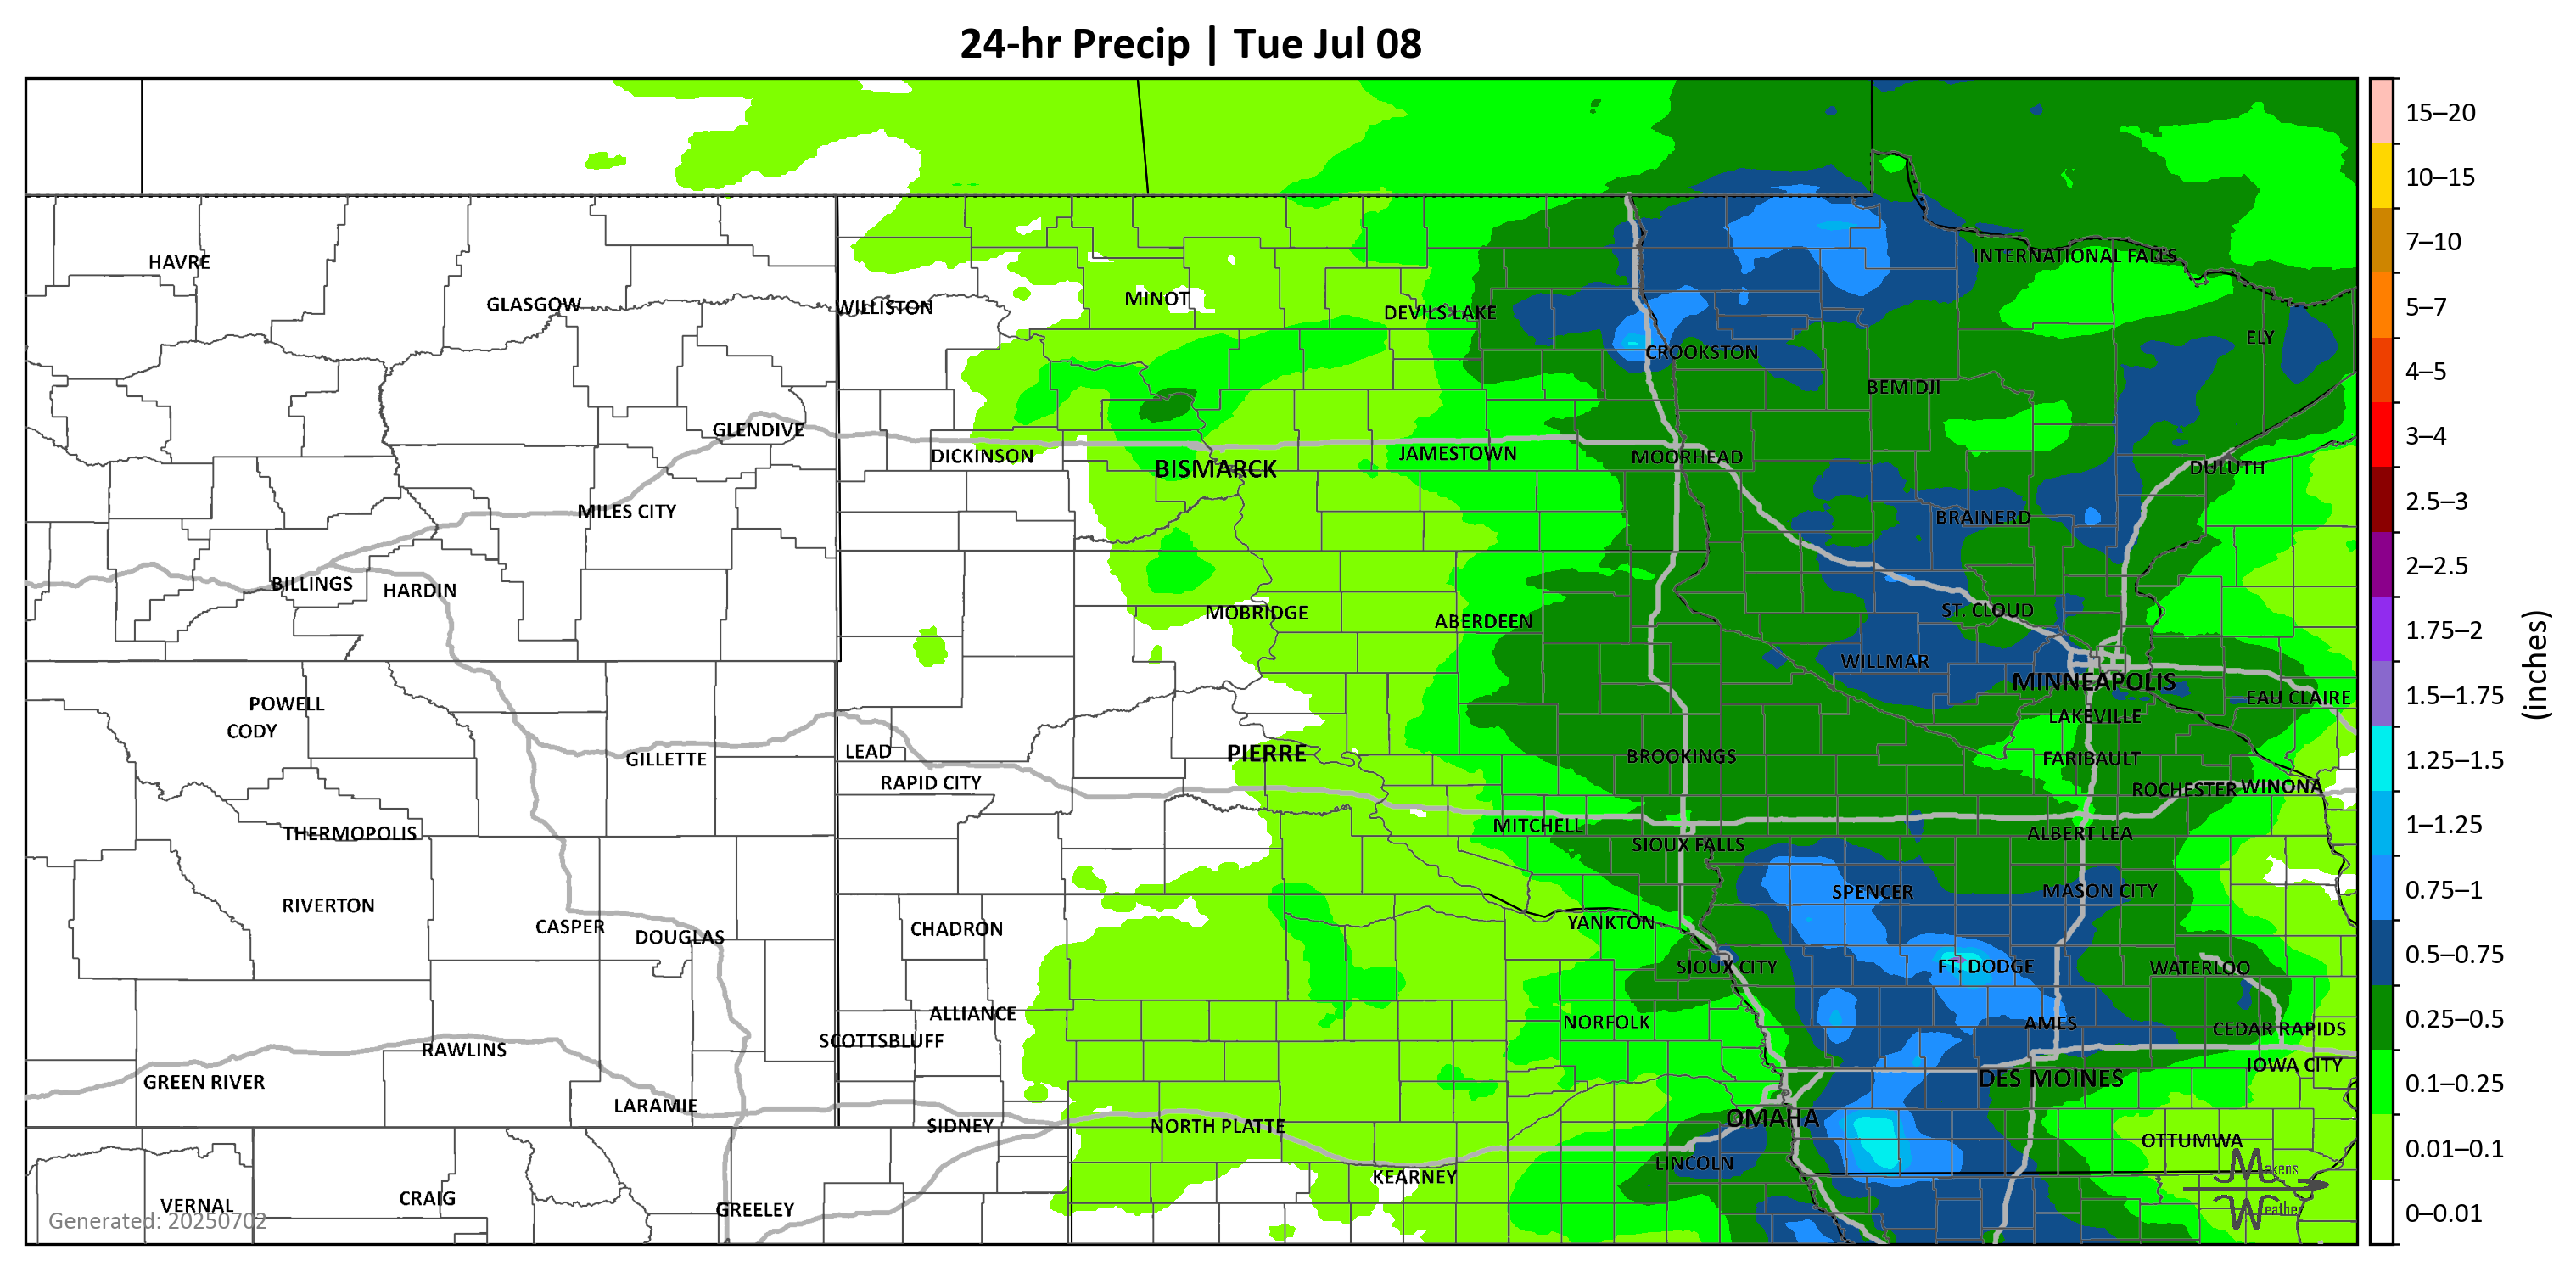 24-hr Precip | Tue Jul 08
15–20
10–15
7–10
5–7
4–5
3–4
2.5–3
2–2.5
1.75–2
1.5–1.75
1.25–1.5
1–1.25
0.75–1
0.5–0.75
0.25–0.5
0.1–0.25
0.01–0.1
0–0.01
(inches)
HAVRE
INTERNATIONAL FALLS
GLASGOW
WILLISTON
MINOT
DEVILS LAKE
ELY
CROOKSTON
BEMIDJI
GLENDIVE
DICKINSON
BISMARCK
JAMESTOWN
MOORHEAD
DULUTH
MILES CITY
BRAINERD
BILLINGS
HARDIN
MOBRIDGE
ABERDEEN
ST. CLOUD
WILLMAR
MINNEAPOLIS
EAU CLAIRE
POWELL
CODY
LAKEVILLE
GILLETTE
LEAD
PIERRE
BROOKINGS
FARIBAULT
RAPID CITY
ROCHESTER
WINONA
THERMOPOLIS
MITCHELL
ALBERT LEA
SIOUX FALLS
RIVERTON
SPENCER
MASON CITY
CASPER
DOUGLAS
CHADRON
YANKTON
SIOUX CITY
FT. DODGE
WATERLOO
ALLIANCE
NORFOLK
AMES
CEDAR RAPIDS
SCOTTSBLUFF
RAWLINS
IOWA CITY
GREEN RIVER
DES MOINES
LARAMIE
SIDNEY
NORTH PLATTE
OMAHA
OTTUMWA
LINCOLN
KEARNEY
VERNAL
CRAIG
GREELEY
Generated: 20250702
Makens
Weather